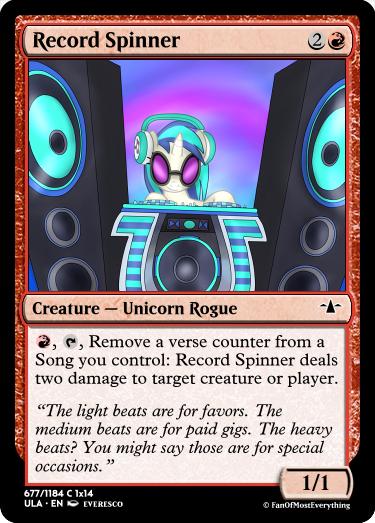 Record Spinner 2
Creature — Unicorn Rogue
, , Remove a verse counter from a
Song you control: Record Spinner deals
two damage to target creature or player.
“The light beats are for favors. The
medium beats are for paid gigs. The heavy
beats? You might say those are for special
occasions.”
1/1
677/1184 C 1x14
ULA · EN EVERESCO
© FanOfMostEverything